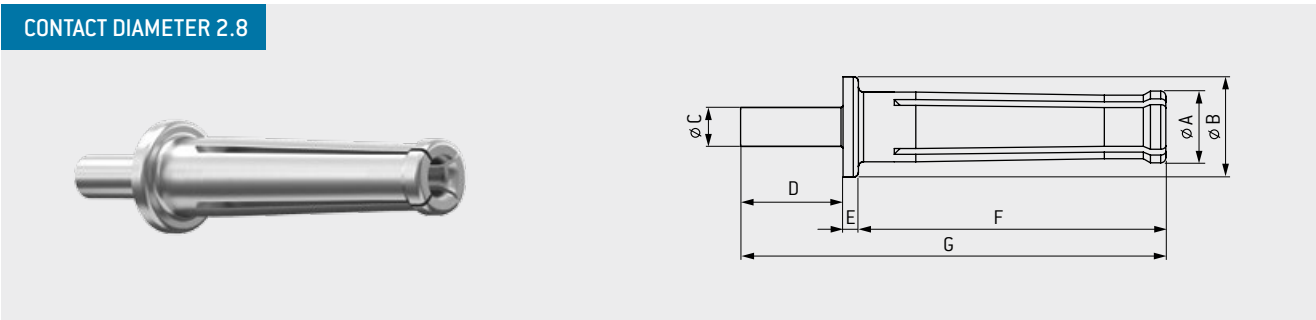 CONTACT DIAMETER 2.8
ø C
ø A
ø B
D
E
F
G